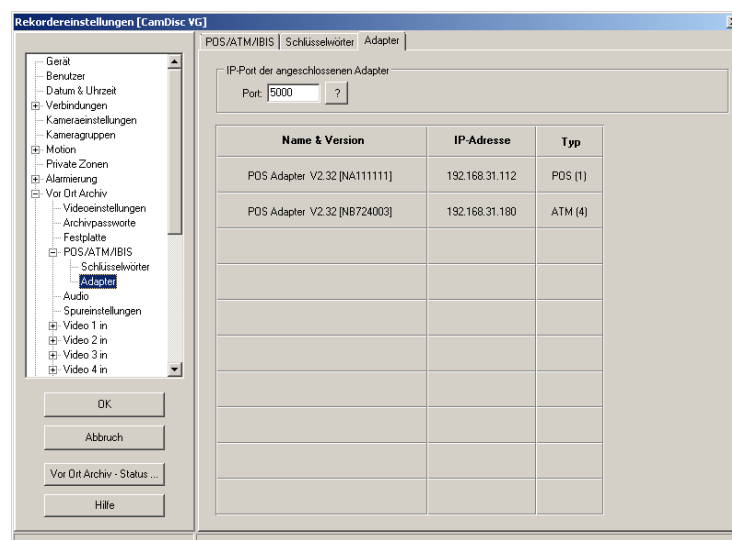 Rekordereinstellungen [CamDisc VG]
Gerät
Benutzer
Datum & Uhrzeit
Verbindungen
Kameraeinstellungen
Kameragruppen
Motion
Private Zonen
Alarmierung
Vor Ort Archiv
Videoeinstellungen
Archivpassworte
Festplatte
POS/ATM/IBIS
Schlüsselwörter
Adapter
Audio
Spureinstellungen
Video 1 in
Video 2 in
Video 3 in
Video 4 in
OK
Abbruch
Vor Ort Archiv - Status ...
Hilfe
POS/ATM/IBIS Schlüsselwörter Adapter
IP-Port der angeschlossenen Adapter
Port: 5000 ?
Name & Version IP-Adresse Typ
POS Adapter V2.32 [NA111111] 192.168.31.112 POS (1)
POS Adapter V2.32 [NB724003] 192.168.31.180 ATM (4)